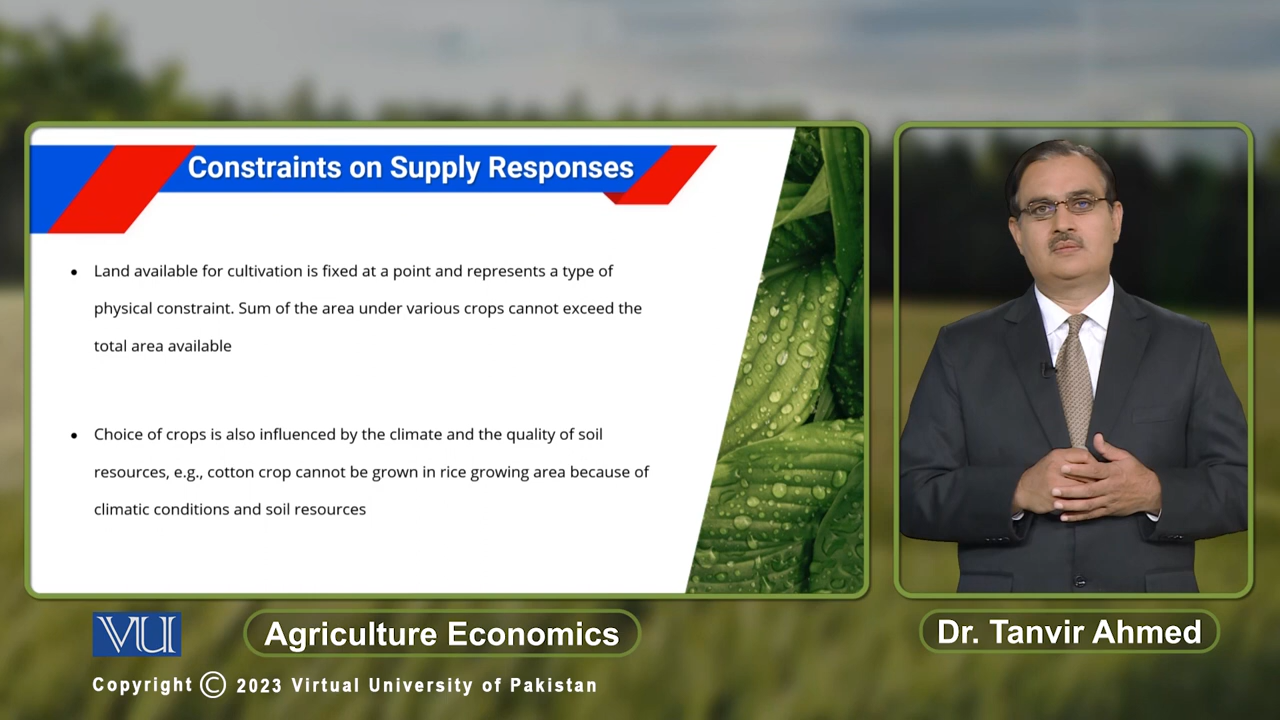 Constraints on Supply Responses
• Land available for cultivation is fixed at a point and represents a type of
physical constraint. Sum of the area under various crops cannot exceed the
total area available
• Choice of crops is also influenced by the climate and the quality of soil
resources, e.g., cotton crop cannot be grown in rice growing area because of
climatic conditions and soil resources
VU
Agriculture Economics
Dr. Tanvir Ahmed
Copyright © 2023 Virtual University of Pakistan